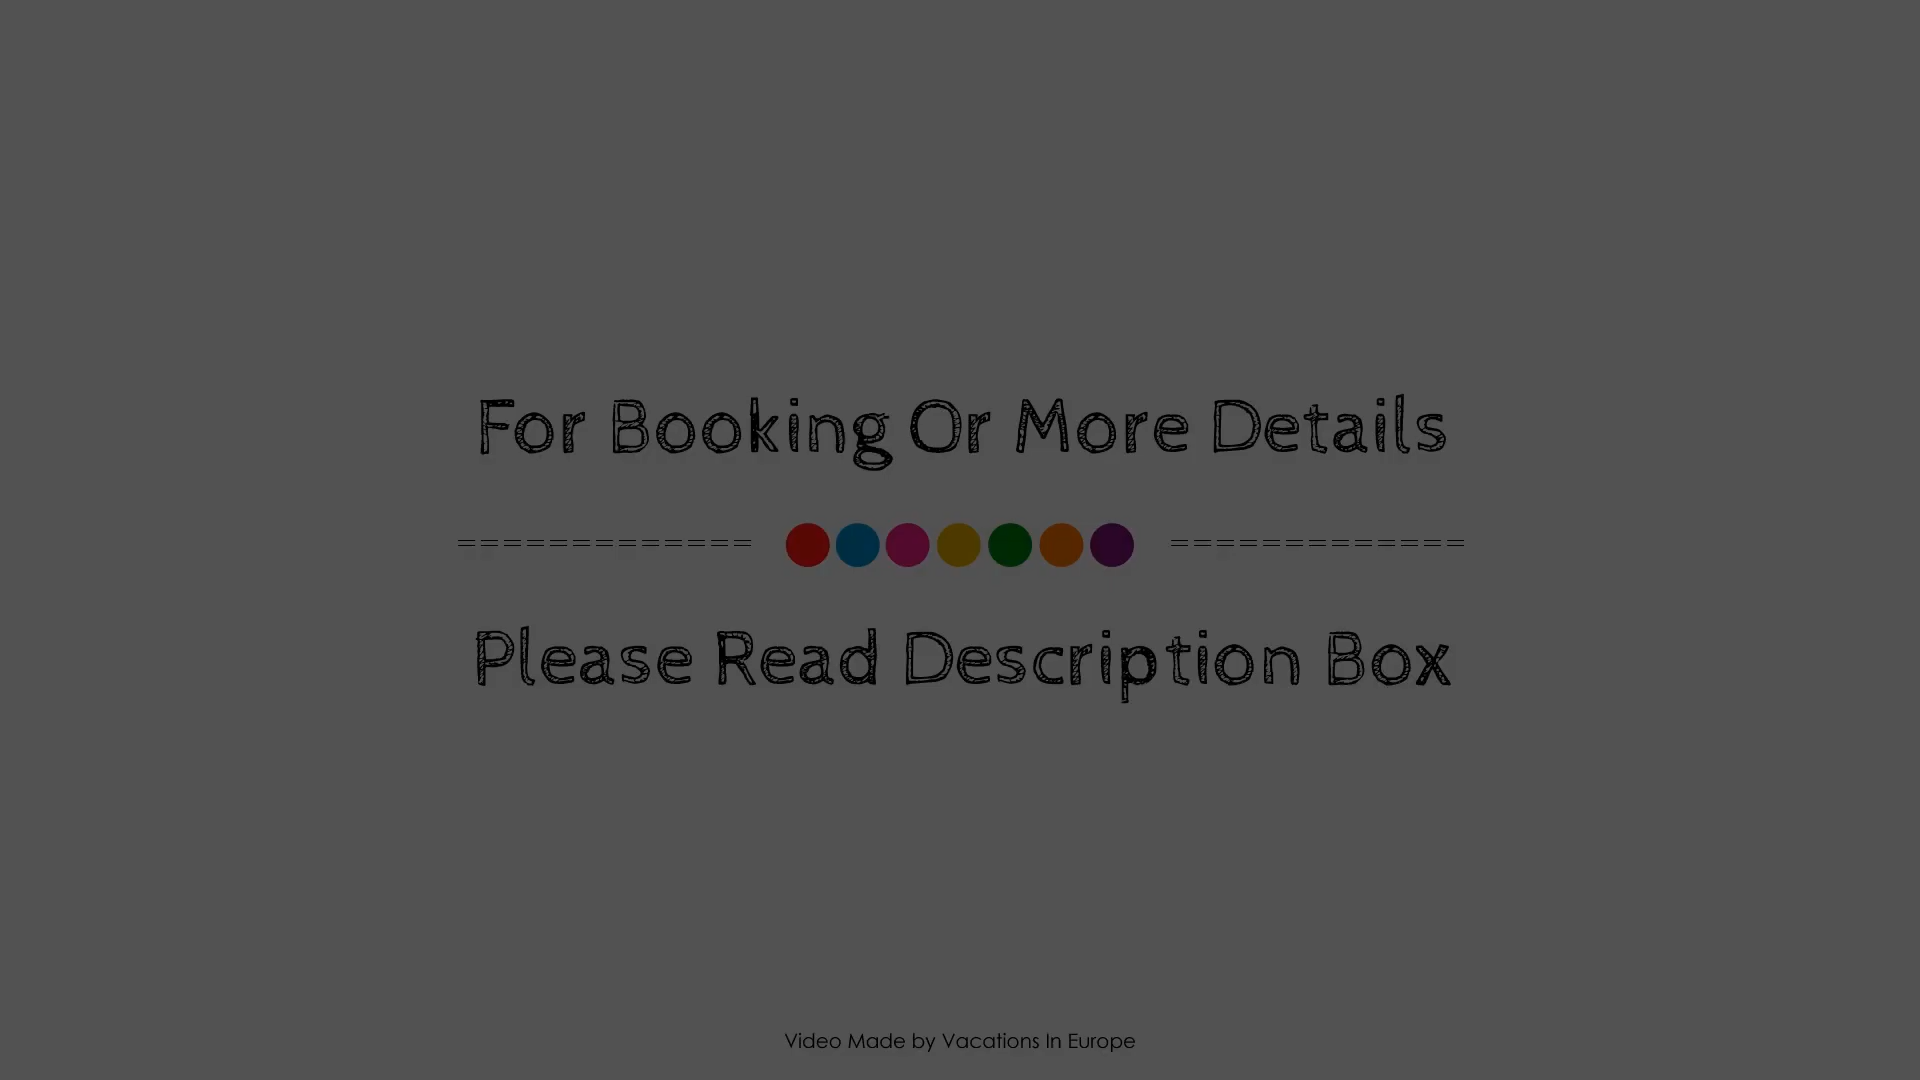 For Booking Or More Details
============= =============
Please Read Description Box
Video Made by Vacations In Europe